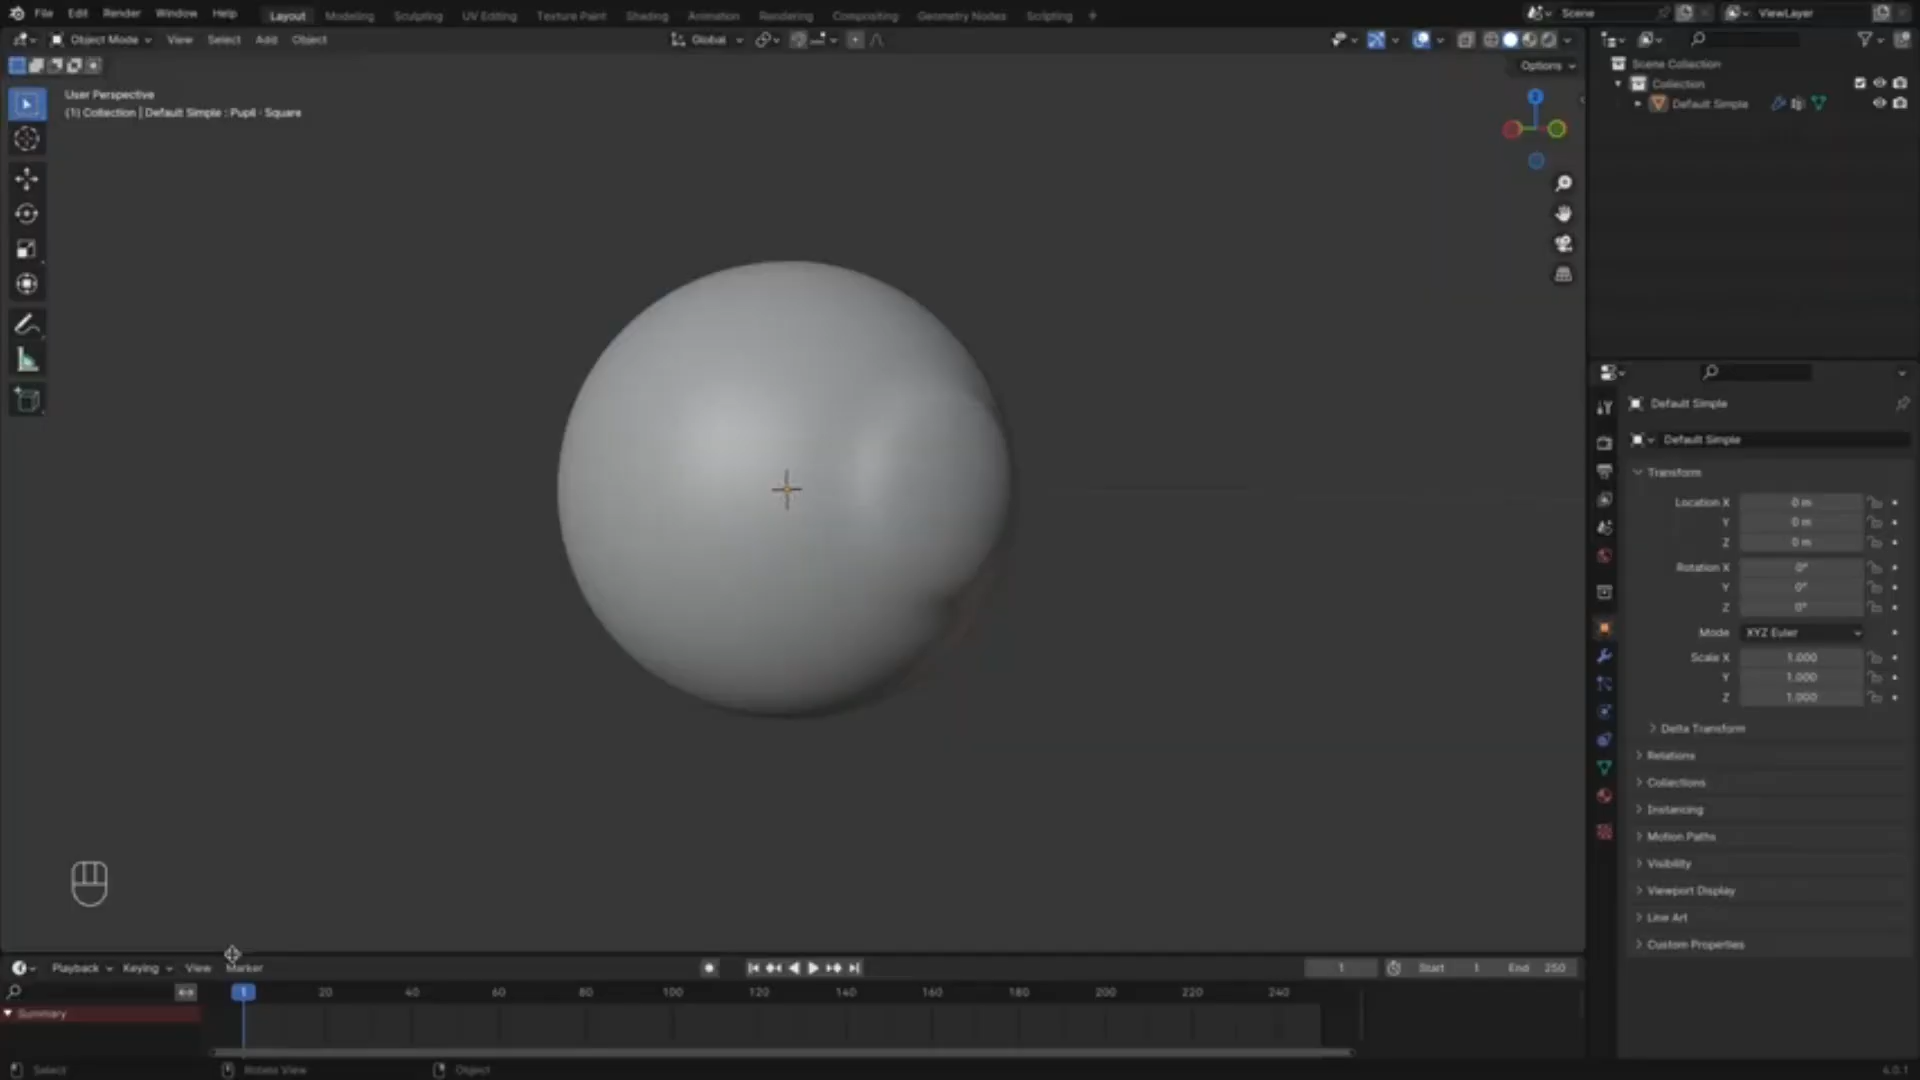 File Edit Render Window Help Layout Modeling Sculpting UV Editing Texture Paint Shading Animation Rendering Compositing Geometry Nodes Scripting + Scene ViewLayer
Object Mode View Select Add Object Global
Options
User Perspective
(1) Collection | Default Simple : Pupil - Square
Scene Collection
Collection
Default Simple
Default Simple
Default Simple
Transform
Location X 0 m
Y 0 m
Z 0 m
Rotation X 0°
Y 0°
Z 0°
Mode XYZ Euler
Scale X 1.000
Y 1.000
Z 1.000
Delta Transform
Relations
Collections
Instancing
Motion Paths
Visibility
Viewport Display
Line Art
Custom Properties
Playback Keying View Marker 1 Start 1 End 250
1 20 40 60 80 100 120 140 160 180 200 220 240
Summary
Select Rotate View Object 4.0.1